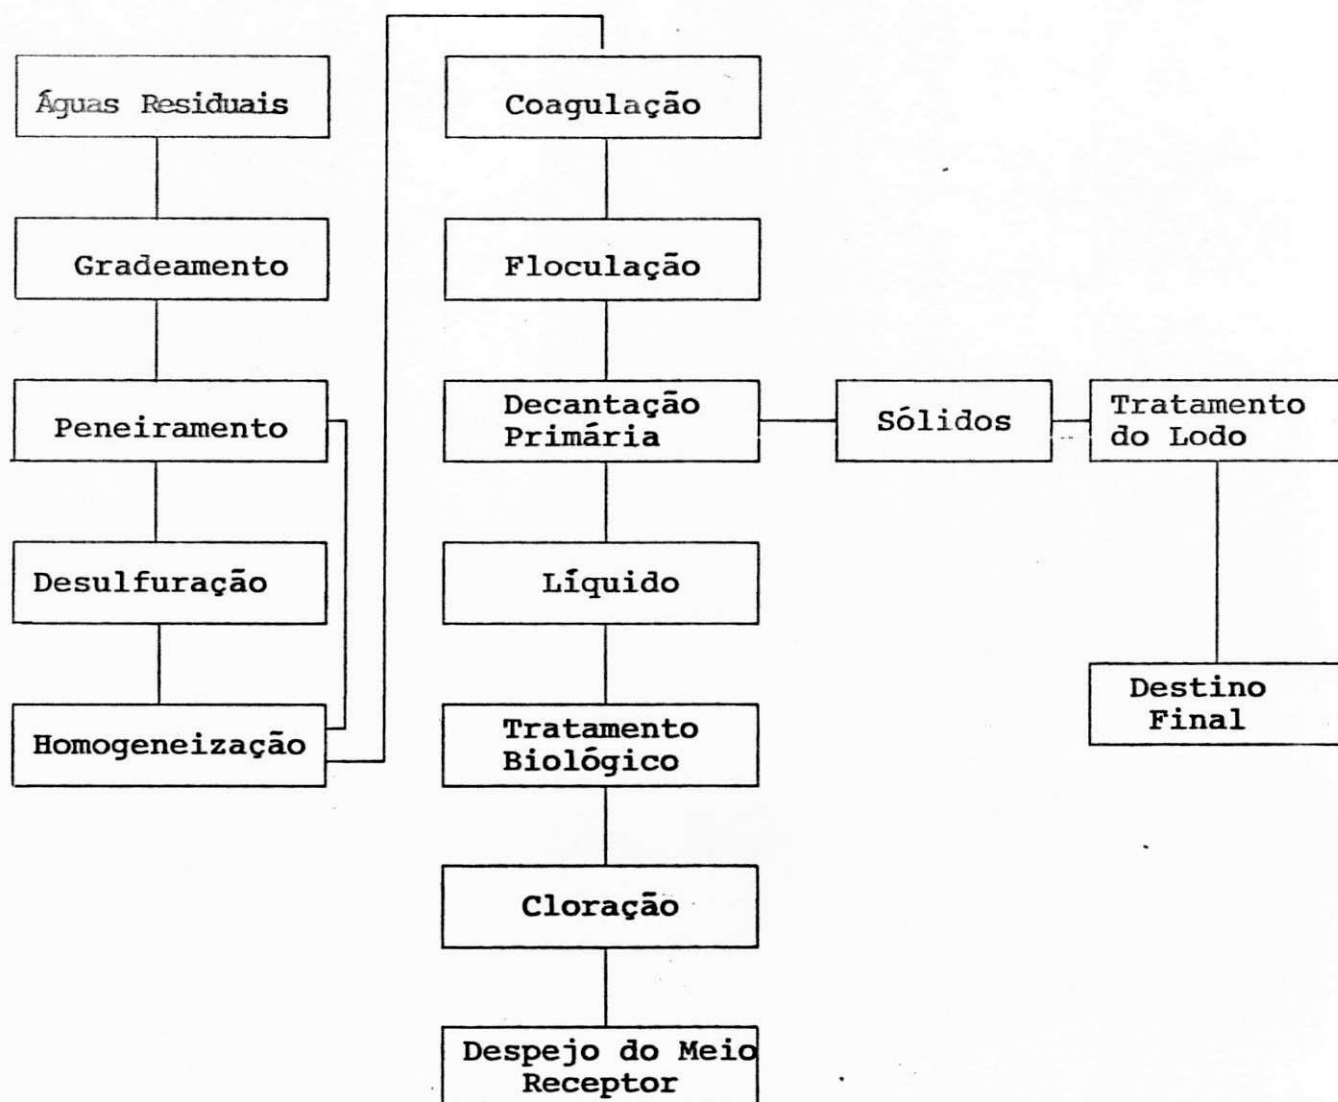 Águas Residuais
Gradeamento
Peneiramento
Desulfuração
Homogeneização
Coagulação
Floculação
Decantação
Primária
Líquido
Tratamento
Biológico
Cloração
Despejo do Meio
Receptor
Sólidos
Tratamento
do Lodo
Destino
Final